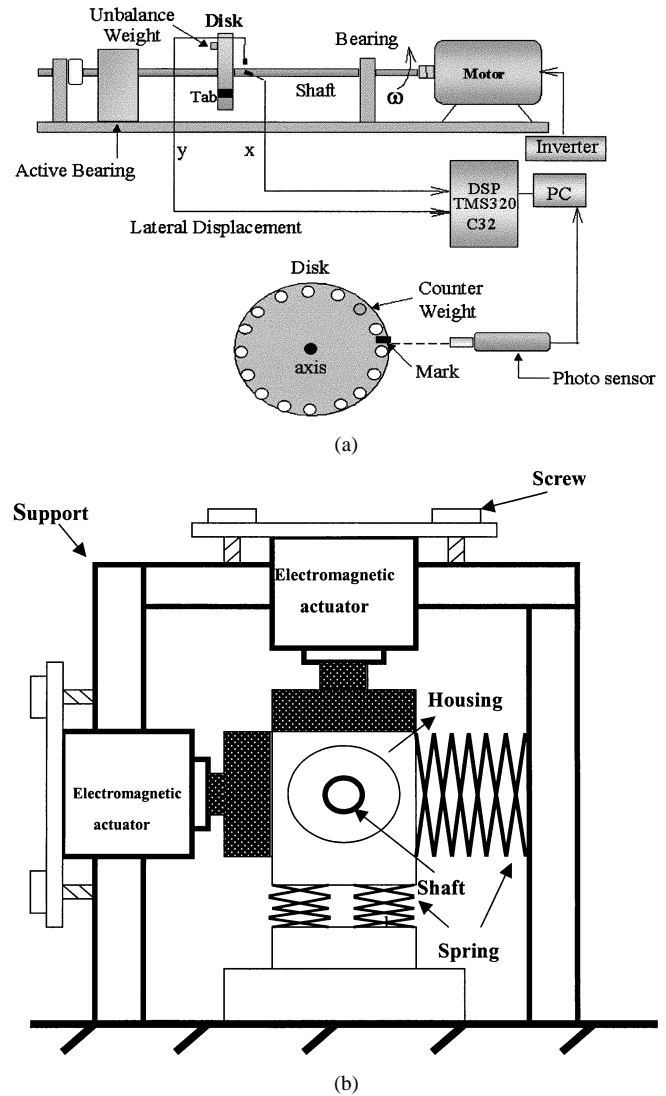 Unbalance
Weight
Disk
Bearing
Motor
Tab
Shaft
ω
y
x
Inverter
Active Bearing
DSP
TMS320
C32
PC
Lateral Displacement
Disk
Counter
Weight
axis
Mark
Photo sensor
(a)
Screw
Support
Electromagnetic
actuator
Housing
Electromagnetic
actuator
Shaft
Spring
(b)